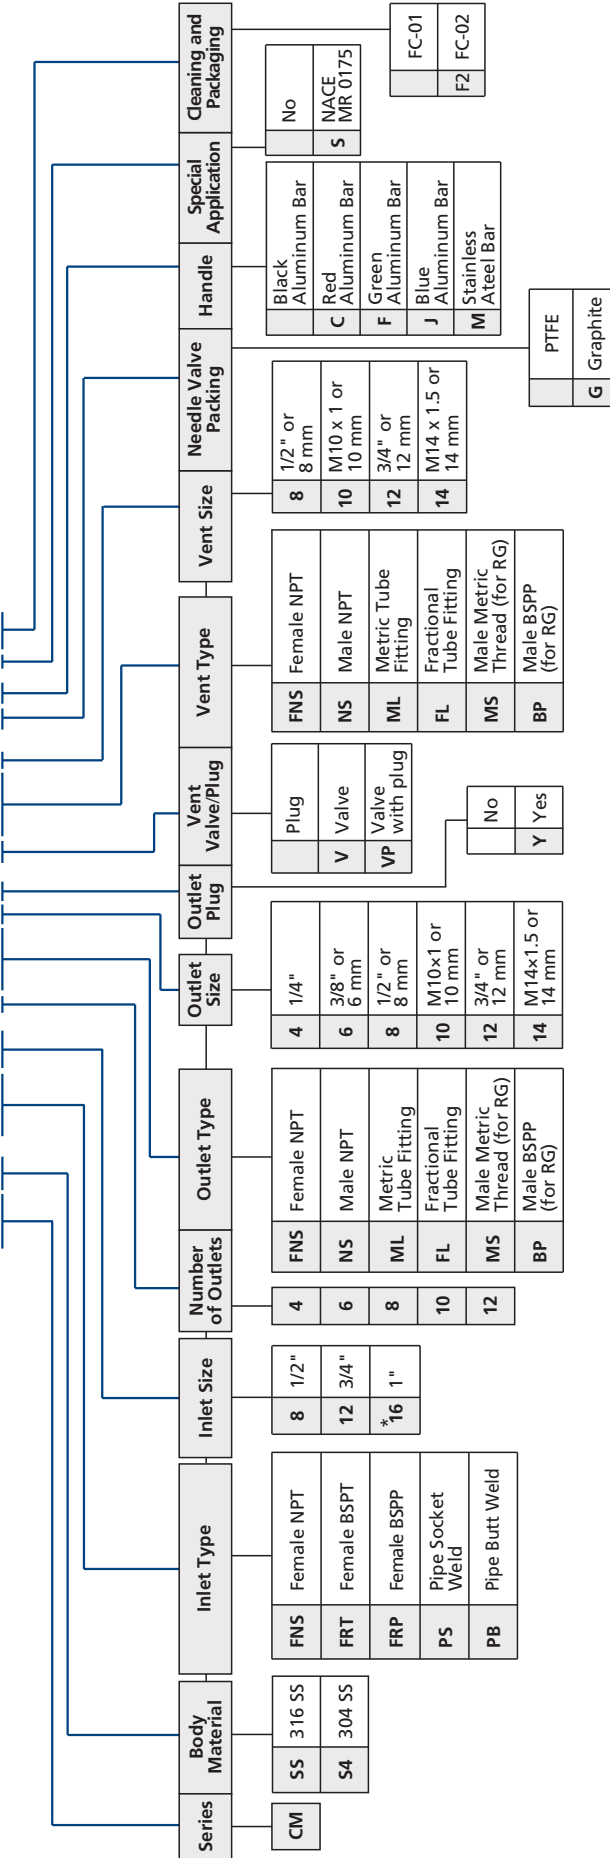 Series
CM
Body
Material
SS 316 SS
S4 304 SS
Inlet Type
FNS Female NPT
FRT Female BSPT
FRP Female BSPP
PS Pipe Socket
Weld
PB Pipe Butt Weld
Inlet Size
8 1/2"
12 3/4"
*16 1"
Number
of Outlets
4
6
8
10
12
Outlet Type
FNS Female NPT
NS Male NPT
ML Metric
Tube Fitting
FL Fractional
Tube Fitting
MS Male Metric
Thread (for RG)
BP Male BSPP
(for RG)
Outlet
Size
4 1/4"
6 3/8" or
6 mm
8 1/2" or
8 mm
10 M10×1 or
10 mm
12 3/4" or
12 mm
14 M14×1.5 or
14 mm
Outlet
Plug
No
Y Yes
Vent
Valve/Plug
Plug
V Valve
VP Valve
with plug
Vent Type
FNS Female NPT
NS Male NPT
ML Metric Tube
Fitting
FL Fractional
Tube Fitting
MS Male Metric
Thread (for RG)
BP Male BSPP
(for RG)
Vent Size
8 1/2" or
8 mm
10 M10 x 1 or
10 mm
12 3/4" or
12 mm
14 M14 x 1.5 or
14 mm
Needle Valve
Packing
PTFE
G Graphite
Handle
Black
Aluminum Bar
C Red
Aluminum Bar
F Green
Aluminum Bar
J Blue
Aluminum Bar
M Stainless
Ateel Bar
Special
Application
No
S NACE
MR 0175
Cleaning and
Packaging
FC-01
F2 FC-02